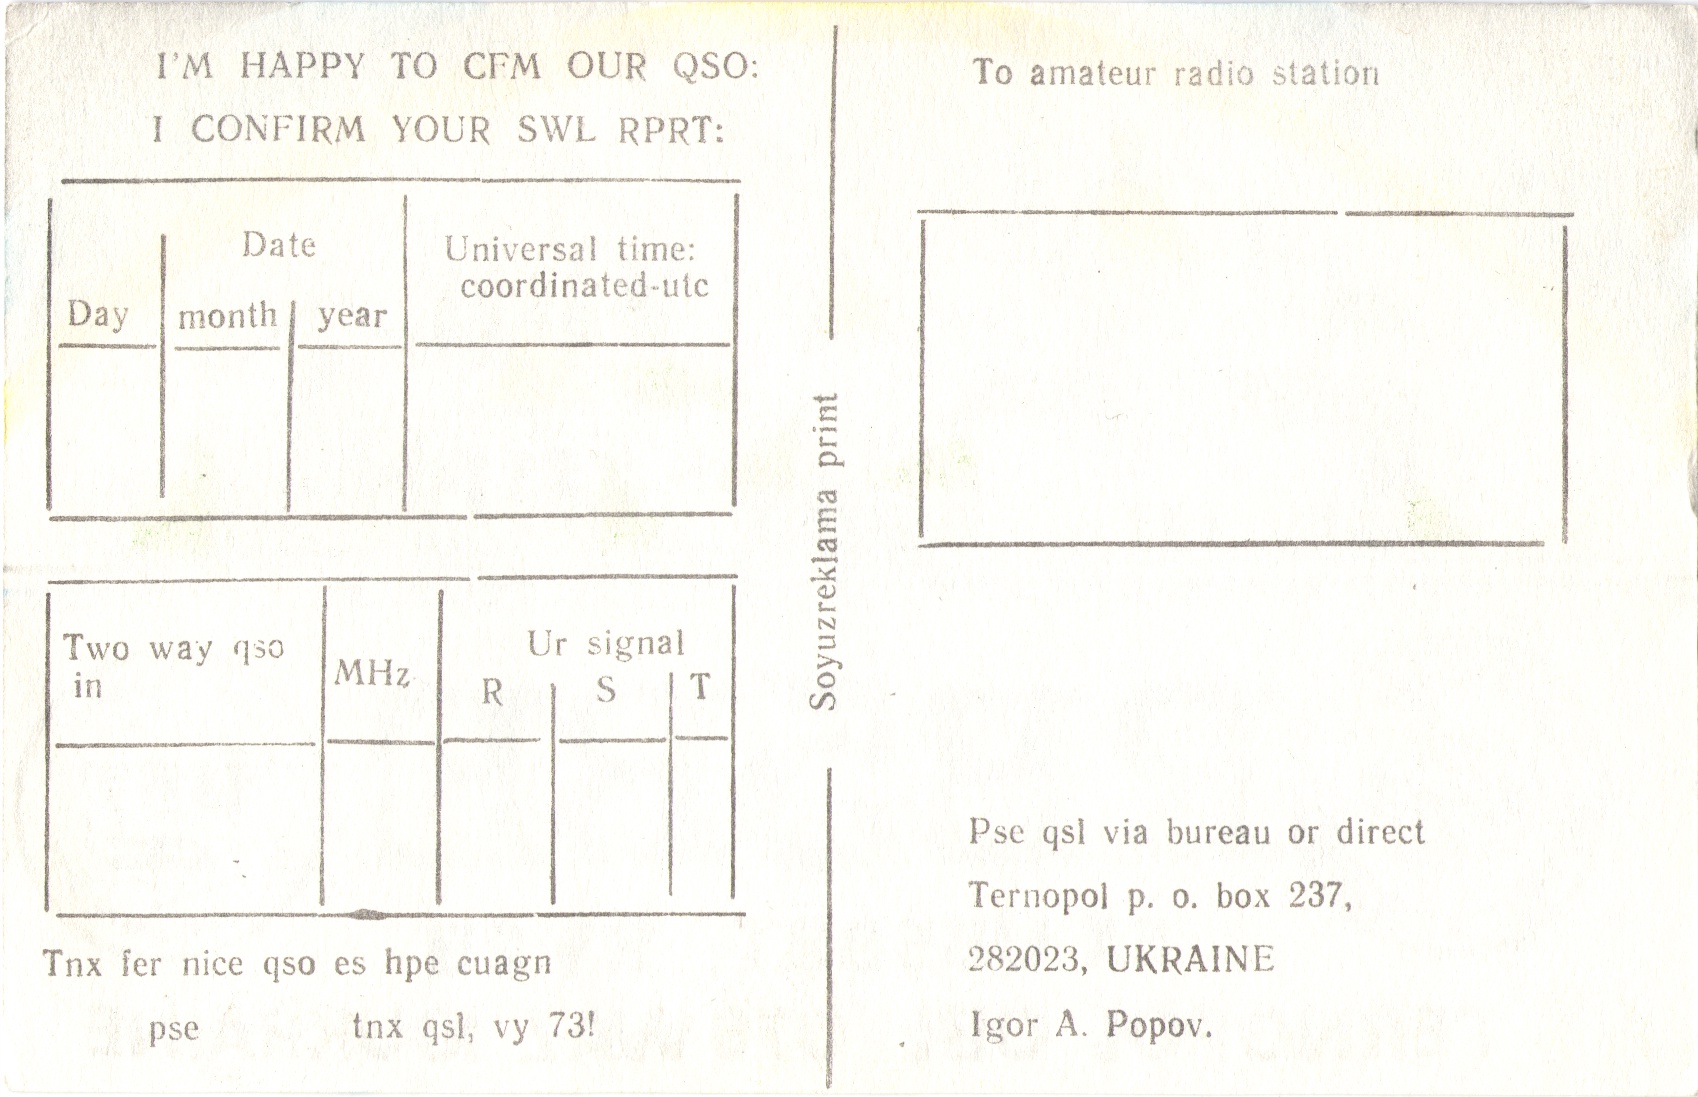 I'M HAPPY TO CFM OUR QSO:
I CONFIRM YOUR SWL RPRT:
Date
Day month year
Universal time:
coordinated-utc
Two way qso
in
MHz
Ur signal
R S T
Tnx fer nice qso es hpe cuagn
pse tnx qsl, vy 73!
Soyuzreklama print
To amateur radio station
Pse qsl via bureau or direct
Ternopol p. o. box 237,
282023, UKRAINE
Igor A. Popov.